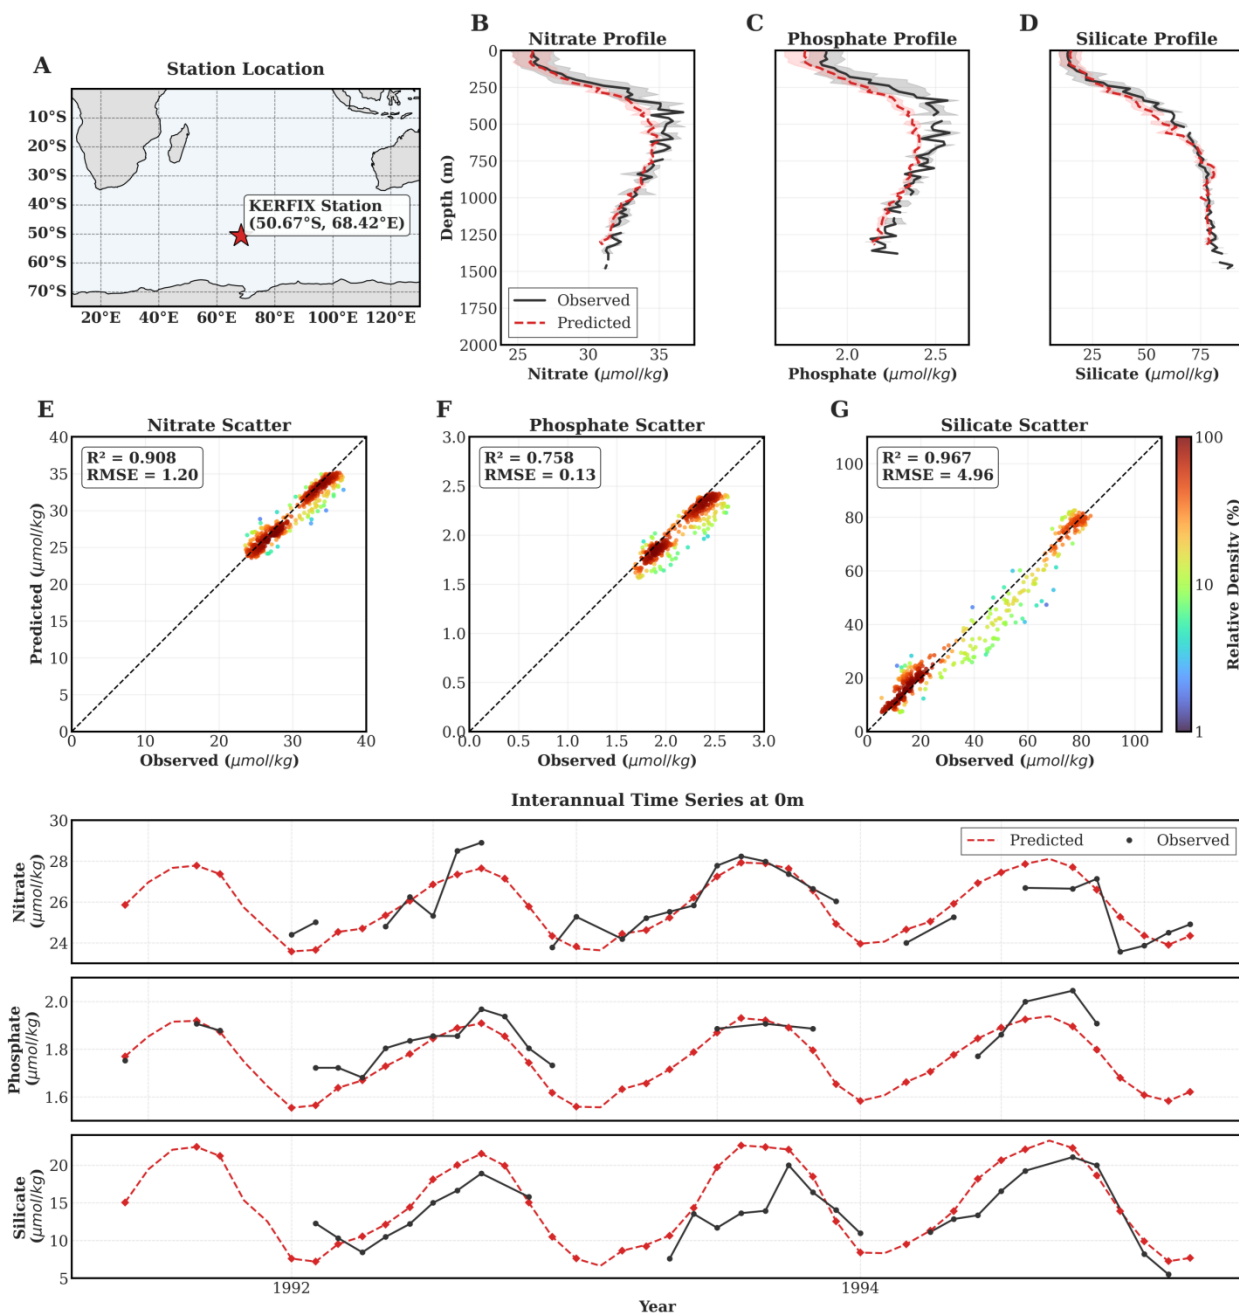 A
Station Location
10°S
20°S
30°S
40°S
50°S
60°S
70°S
20°E 40°E 60°E 80°E 100°E 120°E
KERFIX Station
(50.67°S, 68.42°E)
B
Nitrate Profile
0
250
500
750
1000
1250
1500
1750
2000
Depth (m)
Observed
Predicted
25 30 35
Nitrate (μmol/kg)
C
Phosphate Profile
2.0 2.5
Phosphate (μmol/kg)
D
Silicate Profile
25 50 75
Silicate (μmol/kg)
E
Nitrate Scatter
R² = 0.908
RMSE = 1.20
40
35
30
25
20
15
10
5
0
Predicted (μmol/kg)
0 10 20 30 40
Observed (μmol/kg)
F
Phosphate Scatter
R² = 0.758
RMSE = 0.13
3.0
2.5
2.0
1.5
1.0
0.5
0.0
0.0 0.5 1.0 1.5 2.0 2.5 3.0
Observed (μmol/kg)
G
Silicate Scatter
R² = 0.967
RMSE = 4.96
100
80
60
40
20
0
0 20 40 60 80 100
Observed (μmol/kg)
100
10
1
Relative Density (%)
Interannual Time Series at 0m
Predicted Observed
30
28
26
24
Nitrate
(μmol/kg)
2.0
1.8
1.6
Phosphate
(μmol/kg)
20
15
10
5
Silicate
(μmol/kg)
1992 1994
Year